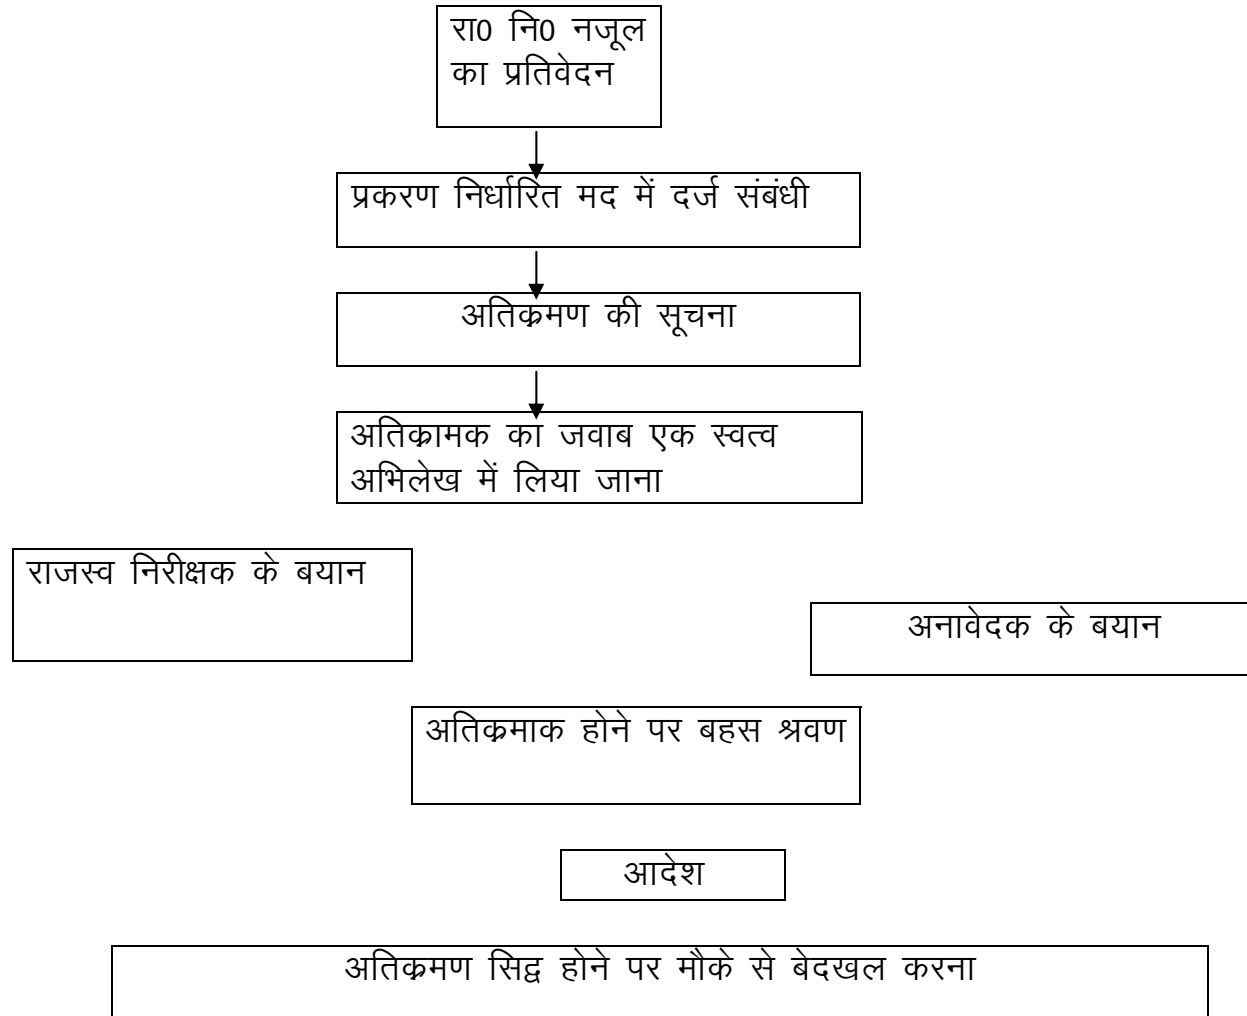 रा0 नि0 नजूल
का प्रतिवेदन
प्रकरण निर्धारित मद में दर्ज संबंधी
अतिक्रमण की सूचना
अतिक्रामक का जवाब एक स्वत्व
अभिलेख में लिया जाना
राजस्व निरीक्षक के बयान
अनावेदक के बयान
अतिक्रमाक होने पर बहस श्रवण
आदेश
अतिक्रमण सिद्व होने पर मौके से बेदखल करना